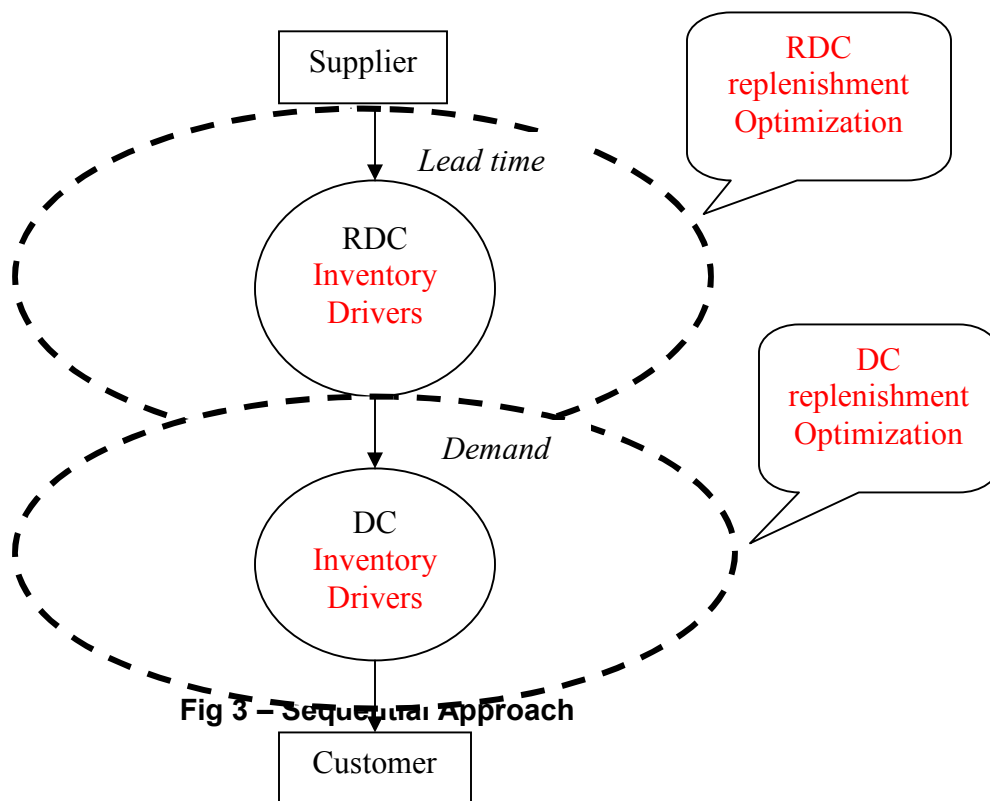 Supplier
RDC
replenishment
Optimization
Lead time
RDC
Inventory
Drivers
DC
replenishment
Optimization
Demand
DC
Inventory
Drivers
Fig 3 – Sequential Approach
Customer